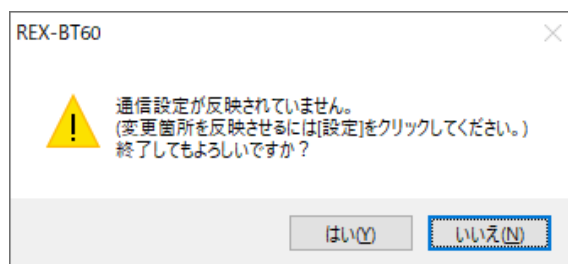 REX-BT60
通信設定が反映されていません。
(変更箇所を反映させるには[設定]をクリックしてください。)
終了してもよろしいですか？
はい(Y)
いいえ(N)